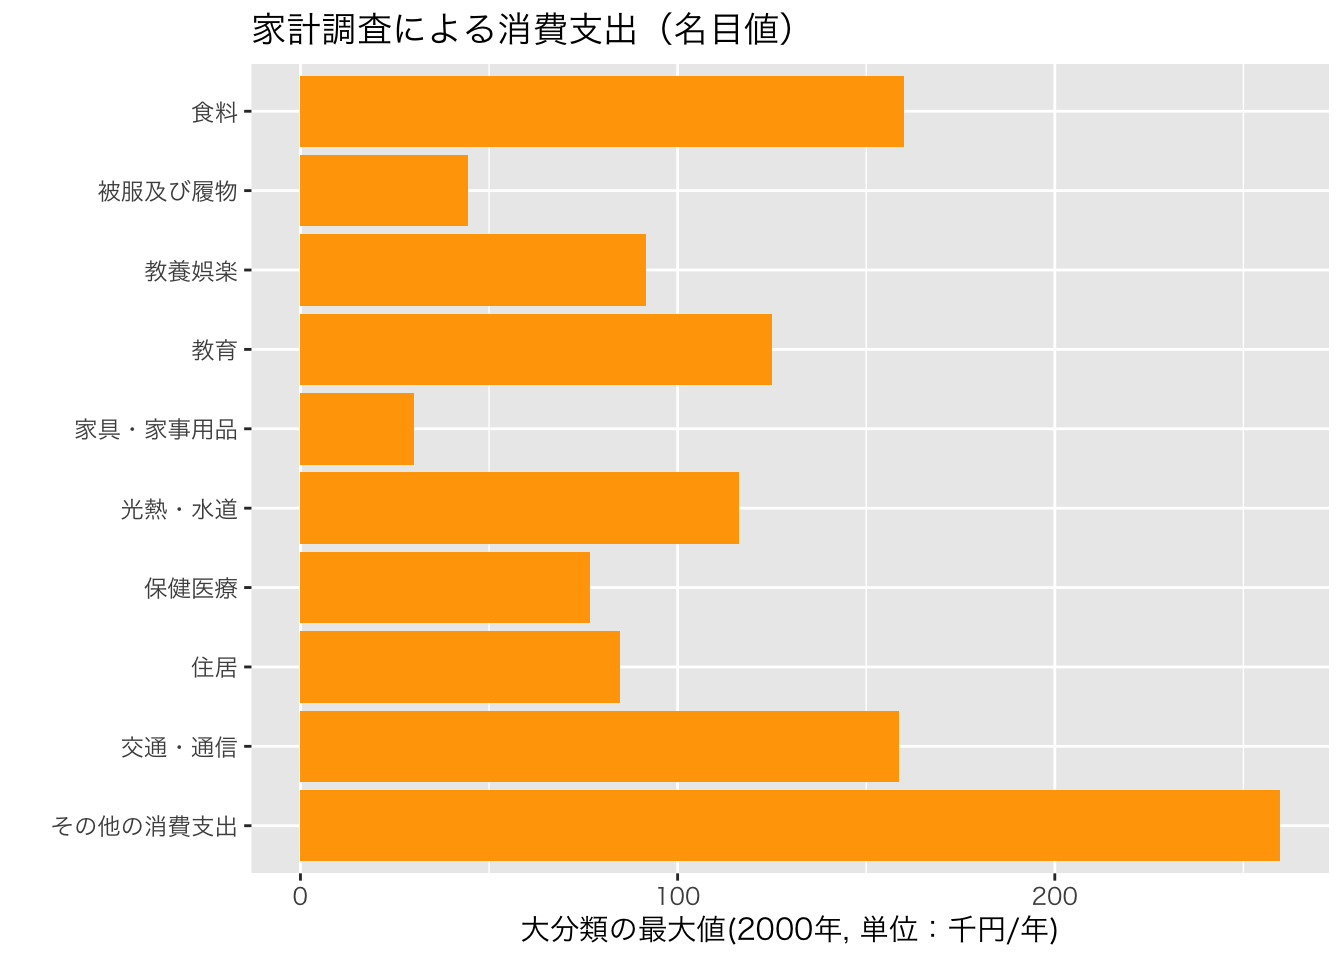 家計調査による消費支出（名目値）
食料
被服及び履物
教養娯楽
教育
家具・家事用品
光熱・水道
保健医療
住居
交通・通信
その他の消費支出
0 100 200
大分類の最大値(2000年, 単位：千円/年)